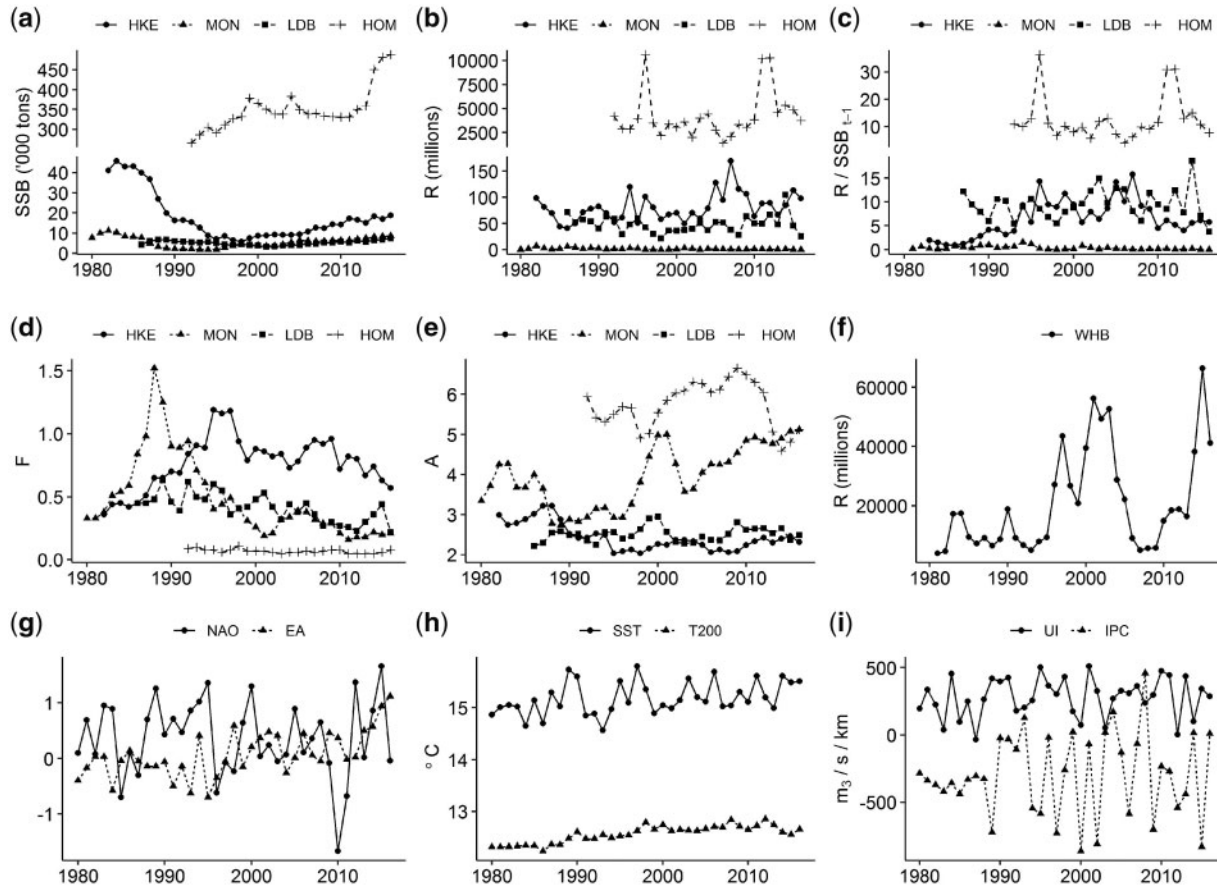 (a) HKE MON LDB HOM
SSB ('000 tons)
450
400
350
300
40
30
20
10
0
1980 1990 2000 2010
(b) HKE MON LDB HOM
R (millions)
10000
7500
5000
2500
150
100
50
0
1980 1990 2000 2010
(c) HKE MON LDB HOM
R / SSB t−1
30
20
10
15
10
5
0
1980 1990 2000 2010
(d) HKE MON LDB HOM
F
1.5
1.0
0.5
0.0
1980 1990 2000 2010
(e) HKE MON LDB HOM
A
6
5
4
3
2
1980 1990 2000 2010
(f) WHB
R (millions)
60000
40000
20000
1980 1990 2000 2010
(g) NAO EA
1
0
-1
1980 1990 2000 2010
(h) SST T200
°C
16
15
14
13
1980 1990 2000 2010
(i) UI IPC
m3 / s / km
500
0
-500
1980 1990 2000 2010